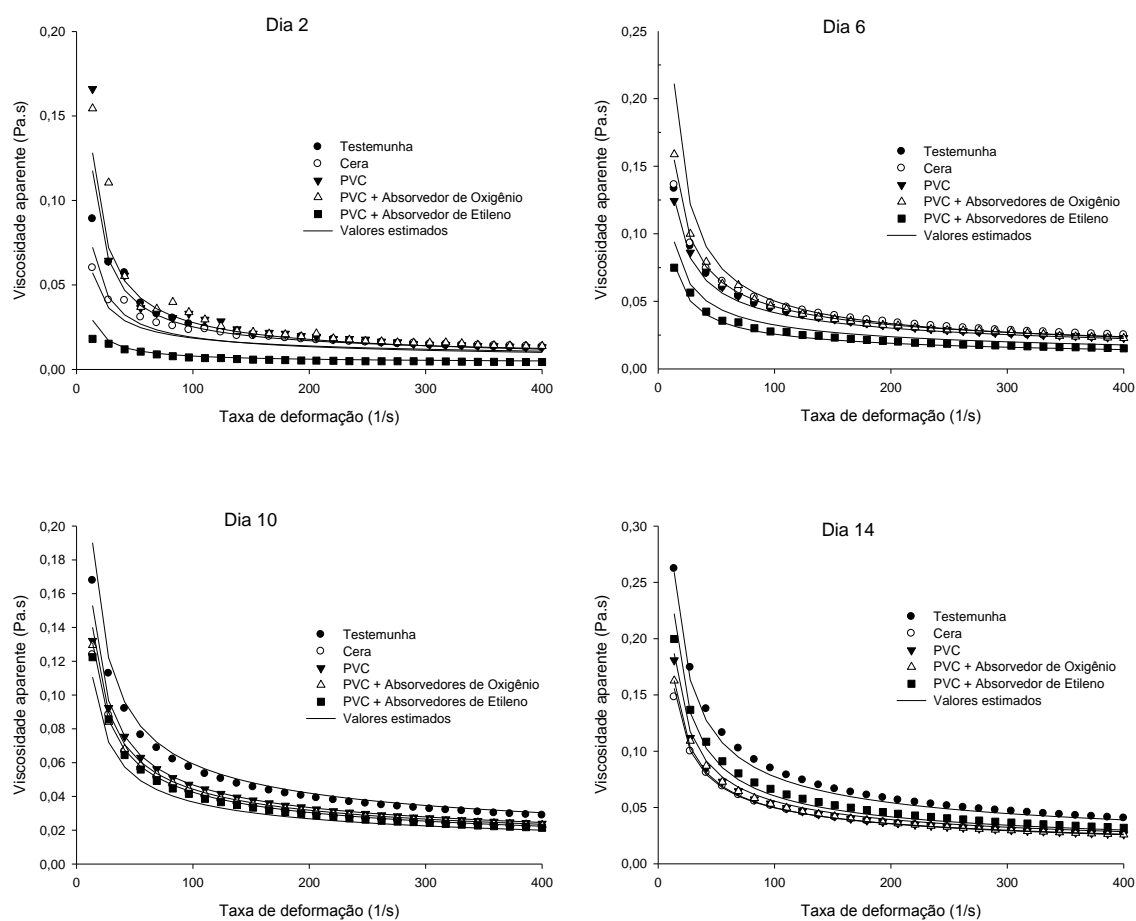 Dia 2
0,20
0,15
0,10
0,05
0,00
Viscosidade aparente (Pa.s)
Testemunha
Cera
PVC
PVC + Absorvedor de Oxigênio
PVC + Absorvedor de Etileno
Valores estimados
0 100 200 300 400
Taxa de deformação (1/s)
Dia 6
0,25
0,20
0,15
0,10
0,05
0,00
Viscosidade aparente (Pa.s)
Testemunha
Cera
PVC
PVC + Absorvedores de Oxigênio
PVC + Absorvedores de Etileno
Valores estimados
0 100 200 300 400
Taxa de deformação (1/s)
Dia 10
0,20
0,18
0,16
0,14
0,12
0,10
0,08
0,06
0,04
0,02
0,00
Viscosidade aparente (Pa.s)
Testemunha
Cera
PVC
PVC + Absorvedores de Oxigênio
PVC + Absorvedores de Etileno
Valores estimados
0 100 200 300 400
Taxa de deformação (1/s)
Dia 14
0,30
0,25
0,20
0,15
0,10
0,05
0,00
Viscosidade aparente (Pa.s)
Testemunha
Cera
PVC
PVC + Absorvedor de Oxigênio
PVC + Absorvedor de Etileno
Valores estimados
0 100 200 300 400
Taxa de deformação (1/s)